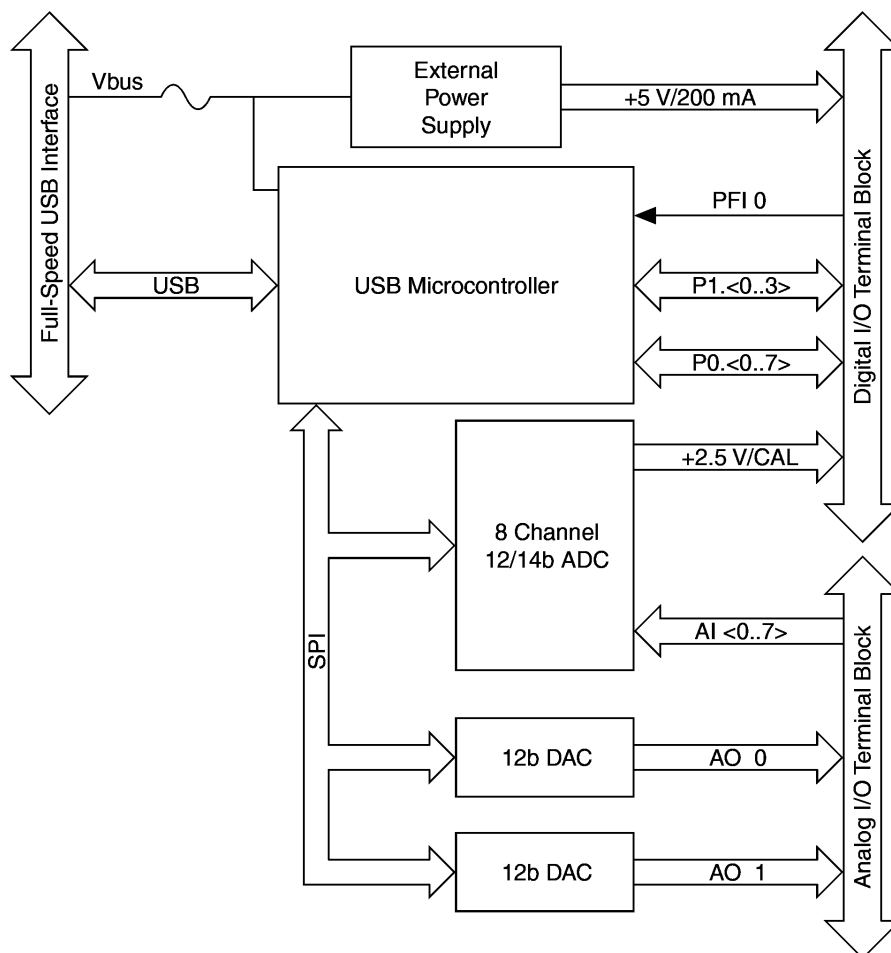 Full-Speed USB Interface
Vbus
External
Power
Supply
+5 V/200 mA
Digital I/O Terminal Block
PFI 0
USB
USB Microcontroller
P1.<0..3>
P0.<0..7>
+2.5 V/CAL
8 Channel
12/14b ADC
SPI
AI <0..7>
Analog I/O Terminal Block
12b DAC
AO 0
12b DAC
AO 1